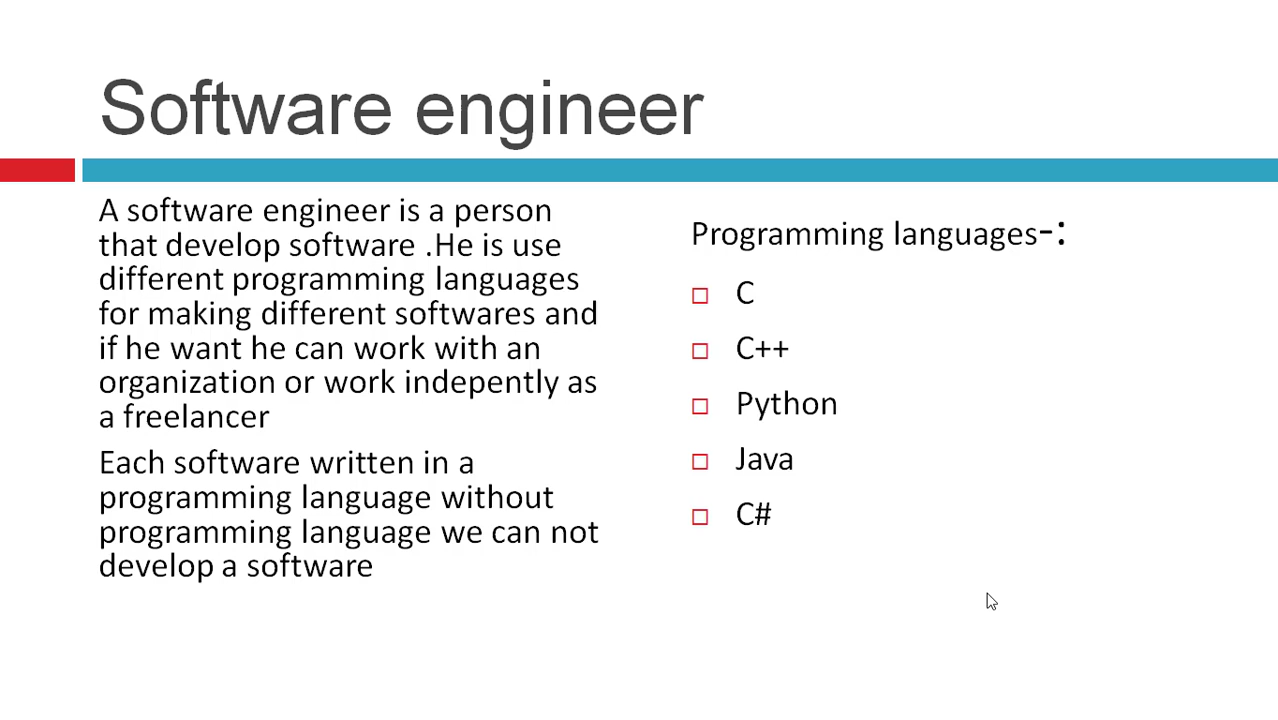 Software engineer
A software engineer is a person
that develop software .He is use
different programming languages
for making different softwares and
if he want he can work with an
organization or work indepently as
a freelancer
Each software written in a
programming language without
programming language we can not
develop a software
Programming languages-:
C
C++
Python
Java
C#